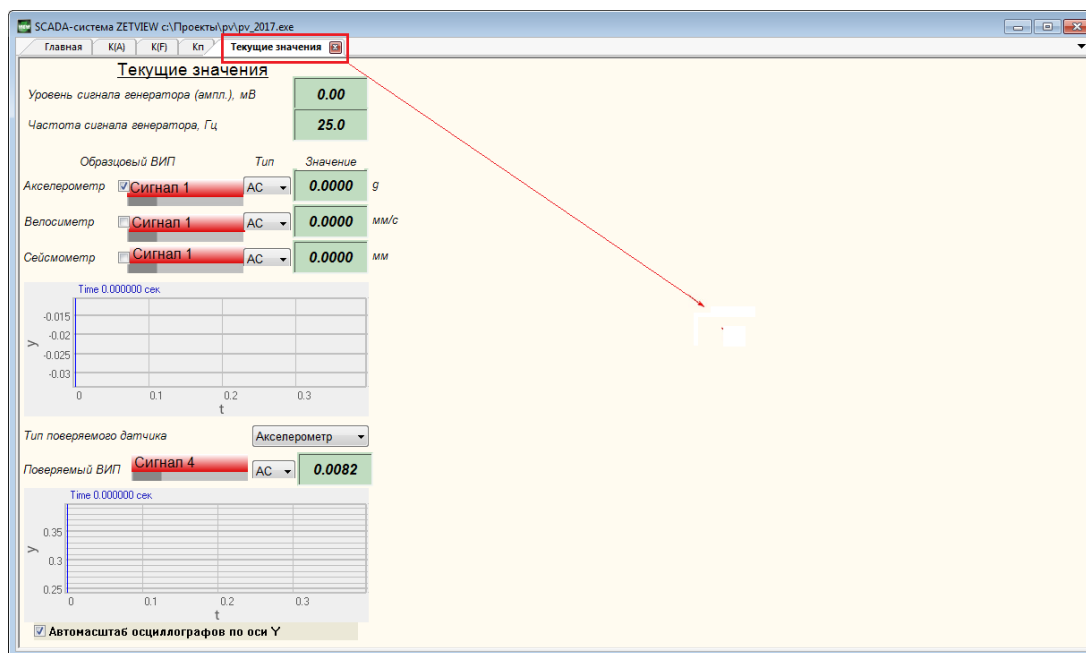 SCADA-система ZETVIEW с:\Проекты\pv\pv_2017.exe
Главная K(A) K(F) Кп Текущие значения
Текущие значения
Уровень сигнала генератора (ампл.), мВ 0.00
Частота сигнала генератора, Гц 25.0
Образцовый ВИП Тип Значение
Акселерометр Сигнал 1 AC 0.0000 g
Велосиметр Сигнал 1 AC 0.0000 мм/с
Сейсмометр Сигнал 1 AC 0.0000 мм
Time 0.000000 сек
-0.015
-0.02
y
-0.025
-0.03
0 0.1 0.2 0.3
t
Тип поверяемого датчика Акселерометр
Поверяемый ВИП Сигнал 4 AC 0.0082
Time 0.000000 сек
0.35
y
0.3
0.25
0 0.1 0.2 0.3
t
Автомасштаб осциллографов по оси Y